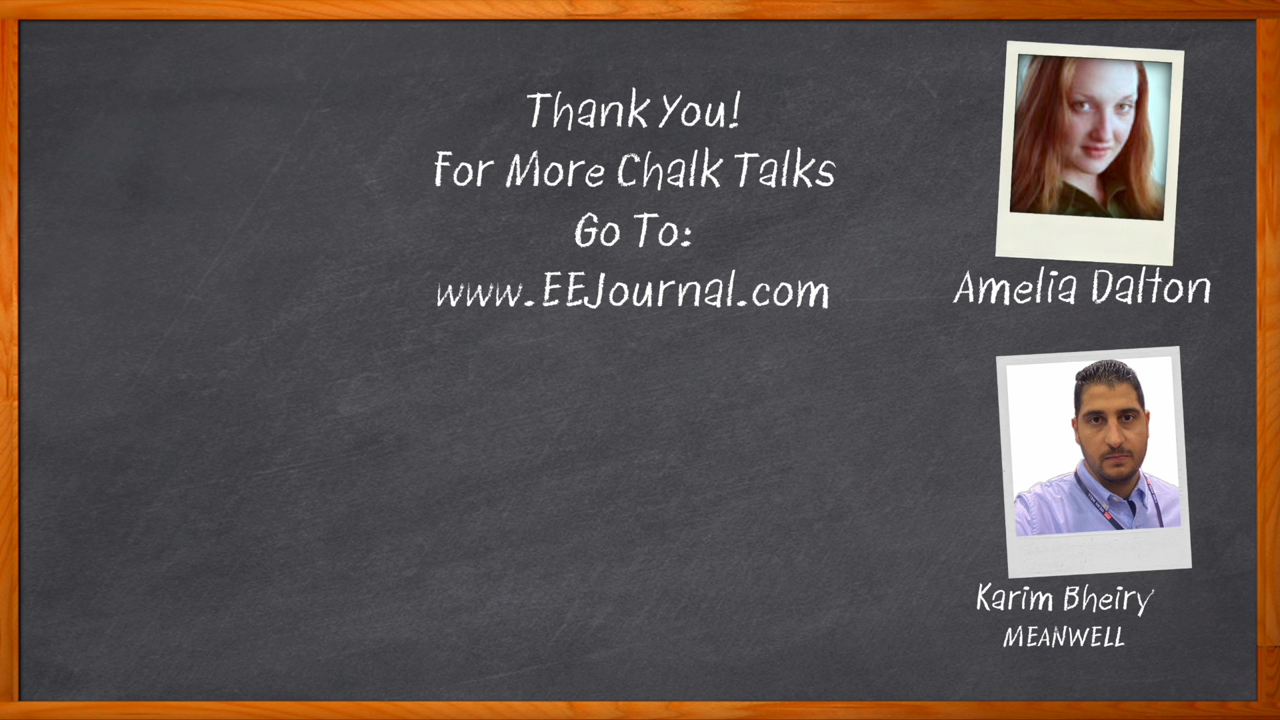 Thank You!
For More Chalk Talks
Go To:
www.EEJournal.com
Amelia Dalton
Karim Bheiry
MEANWELL